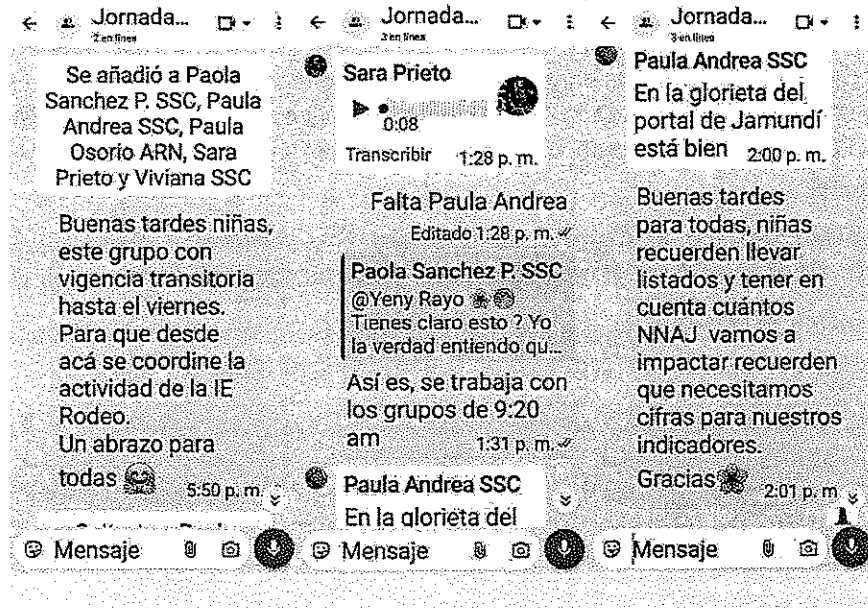 Jornada...
2 en línea
Se añadió a Paola
Sanchez P. SSC, Paula
Andrea SSC, Paula
Osorio ARN, Sara
Prieto y Viviana SSC
Buenas tardes niñas,
este grupo con
vigencia transitoria
hasta el viernes.
Para que desde
acá se coordine la
actividad de la IE
Rodeo.
Un abrazo para
todas 🤗
5:50 p. m.
Mensaje
Jornada...
3 en línea
Sara Prieto
0:08
Transcribir 1:28 p. m.
Falta Paula Andrea
Editado 1:28 p. m.
Paola Sanchez P. SSC
@Yeny Rayo
Tienes claro esto ? Yo
la verdad entiendo qu...
Así es, se trabaja con
los grupos de 9:20
am 1:31 p. m.
Paula Andrea SSC
En la glorieta del
Mensaje
Jornada...
3 en línea
Paula Andrea SSC
En la glorieta del
portal de Jamundí
está bien 2:00 p. m.
Buenas tardes
para todas, niñas
recuerden llevar
listados y tener en
cuenta cuántos
NNAJ vamos a
impactar recuerden
que necesitamos
cifras para nuestros
indicadores.
Gracias
2:01 p. m
Mensaje